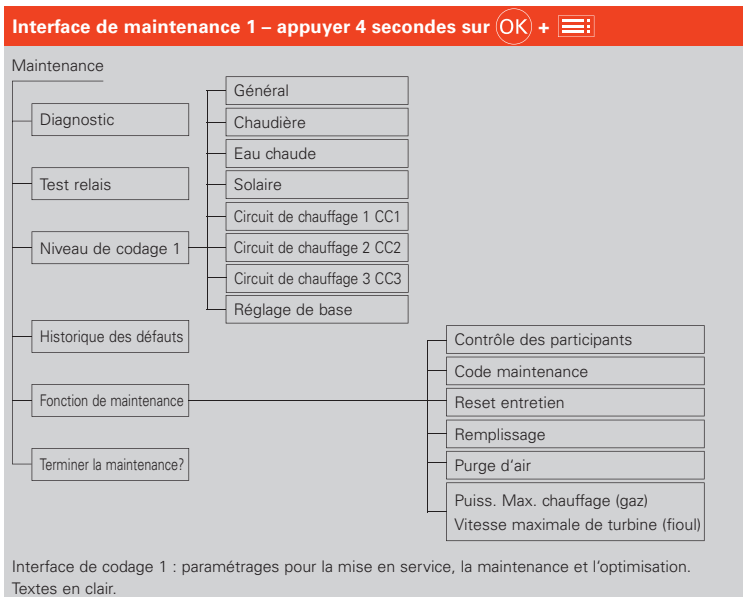 Interface de maintenance 1 – appuyer 4 secondes sur OK +
Maintenance
Diagnostic
Test relais
Niveau de codage 1
Général
Chaudière
Eau chaude
Solaire
Circuit de chauffage 1 CC1
Circuit de chauffage 2 CC2
Circuit de chauffage 3 CC3
Réglage de base
Historique des défauts
Fonction de maintenance
Contrôle des participants
Code maintenance
Reset entretien
Remplissage
Purge d'air
Puiss. Max. chauffage (gaz)
Vitesse maximale de turbine (fioul)
Terminer la maintenance?
Interface de codage 1 : paramétrages pour la mise en service, la maintenance et l'optimisation.
Textes en clair.